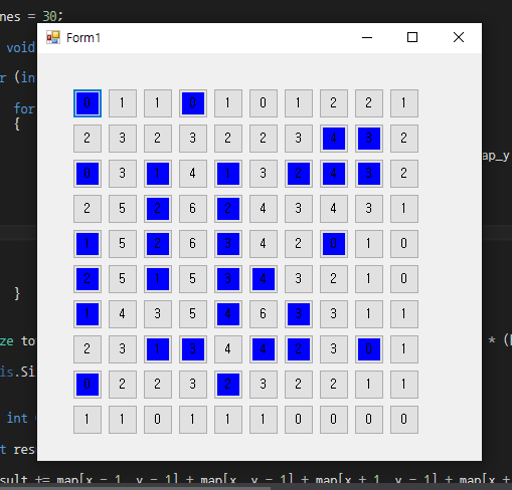 nes = 30;
Form1
void
r (in
for
{
ap_y
0 1 1 0 1 0 1 2 2 1
2 3 2 3 2 2 3 4 3 2
0 3 1 4 1 3 2 4 3 2
2 5 2 6 2 4 3 4 3 1
1 5 2 6 3 4 2 0 1 0
2 5 1 5 3 4 3 2 1 0
}
1 4 3 5 4 6 3 3 1 1
ze to * (
2 3 1 3 4 4 2 3 0 1
is.Si
0 2 2 3 2 3 2 2 1 1
int
1 1 0 1 1 1 0 0 0 0
t res
sult += map[x - 1, y - 1] + map[x, y - 1] + map[x + 1, y - 1] + map[x +